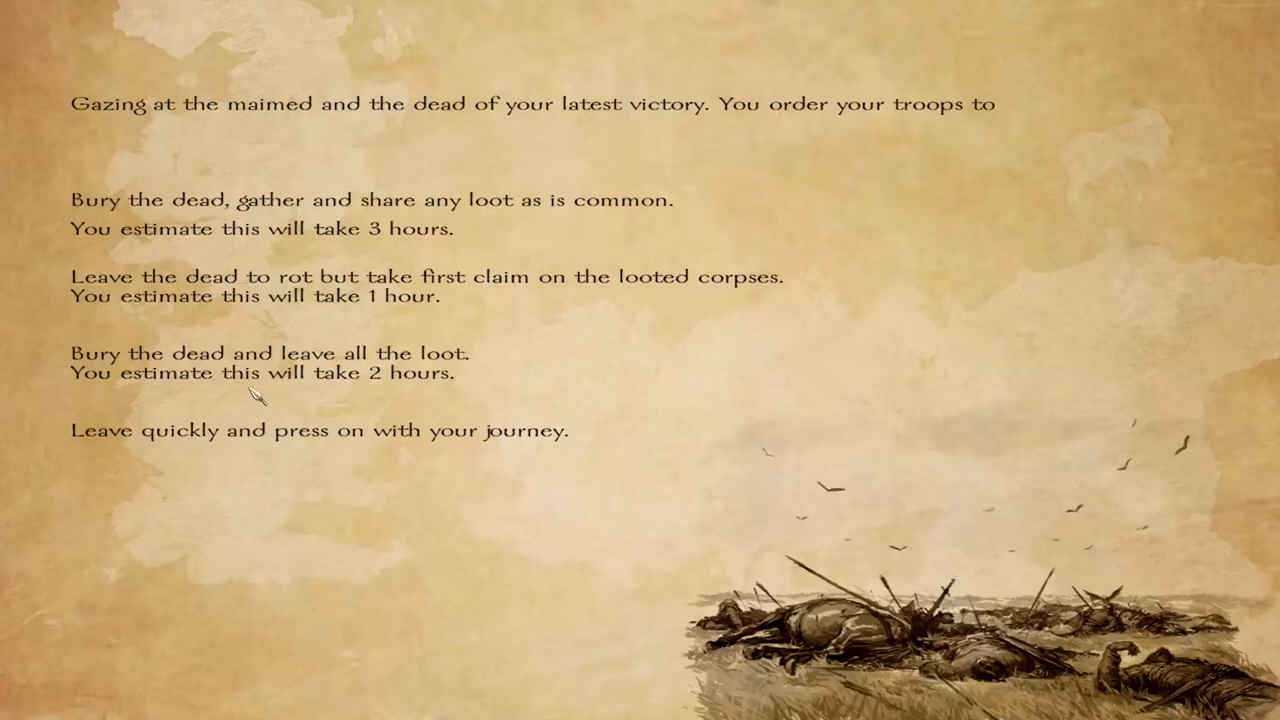 Gazing at the maimed and the dead of your latest victory. You order your troops to
Bury the dead, gather and share any loot as is common.
You estimate this will take 3 hours.
Leave the dead to rot but take first claim on the looted corpses.
You estimate this will take 1 hour.
Bury the dead and leave all the loot.
You estimate this will take 2 hours.
Leave quickly and press on with your journey.